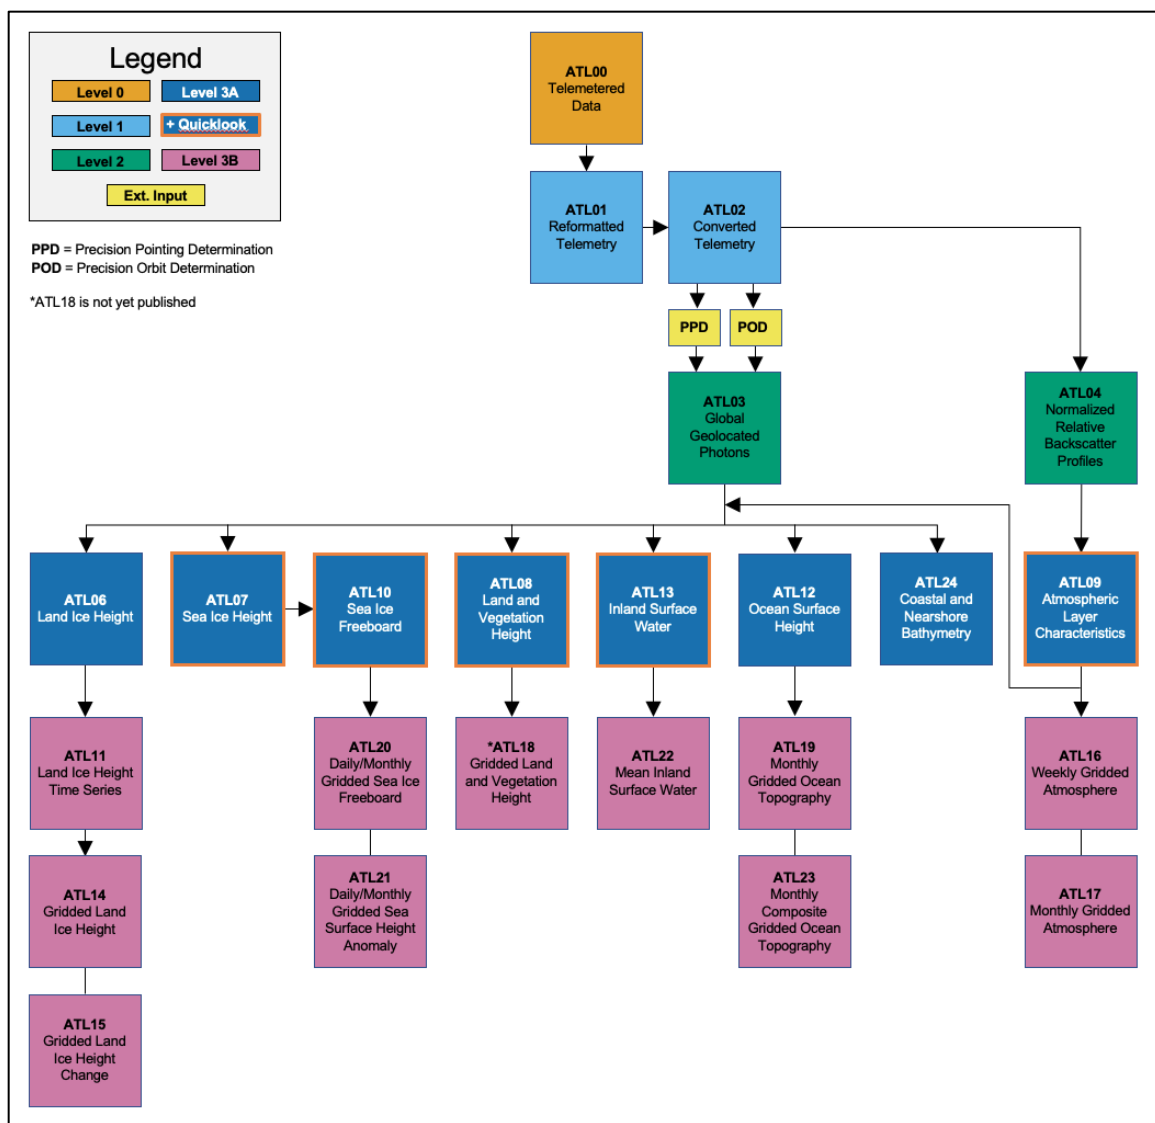 Legend
Level 0
Level 3A
Level 1
+ Quicklook
Level 2
Level 3B
Ext. Input
PPD = Precision Pointing Determination
POD = Precision Orbit Determination
*ATL18 is not yet published
ATL00
Telemetered
Data
ATL01
Reformatted
Telemetry
ATL02
Converted
Telemetry
PPD
POD
ATL03
Global
Geolocated
Photons
ATL04
Normalized
Relative
Backscatter
Profiles
ATL06
Land Ice Height
ATL07
Sea Ice Height
ATL10
Sea Ice
Freeboard
ATL08
Land and
Vegetation
Height
ATL13
Inland Surface
Water
ATL12
Ocean Surface
Height
ATL24
Coastal and
Nearshore
Bathymetry
ATL09
Atmospheric
Layer
Characteristics
ATL11
Land Ice Height
Time Series
ATL20
Daily/Monthly
Gridded Sea Ice
Freeboard
*ATL18
Gridded Land
and Vegetation
Height
ATL22
Mean Inland
Surface Water
ATL19
Monthly
Gridded Ocean
Topography
ATL16
Weekly Gridded
Atmosphere
ATL14
Gridded Land
Ice Height
ATL21
Daily/Monthly
Gridded Sea
Surface Height
Anomaly
ATL23
Monthly
Composite
Gridded Ocean
Topography
ATL17
Monthly Gridded
Atmosphere
ATL15
Gridded Land
Ice Height
Change